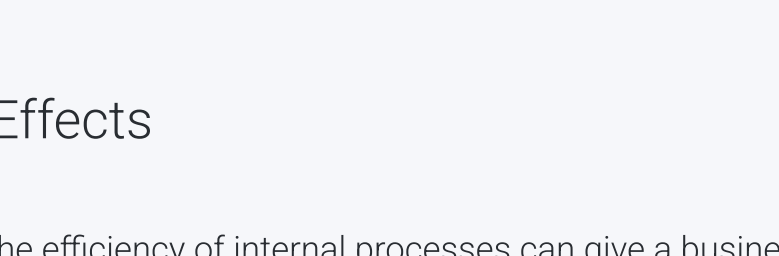 Effects
he efficiency of internal processes can give a busine